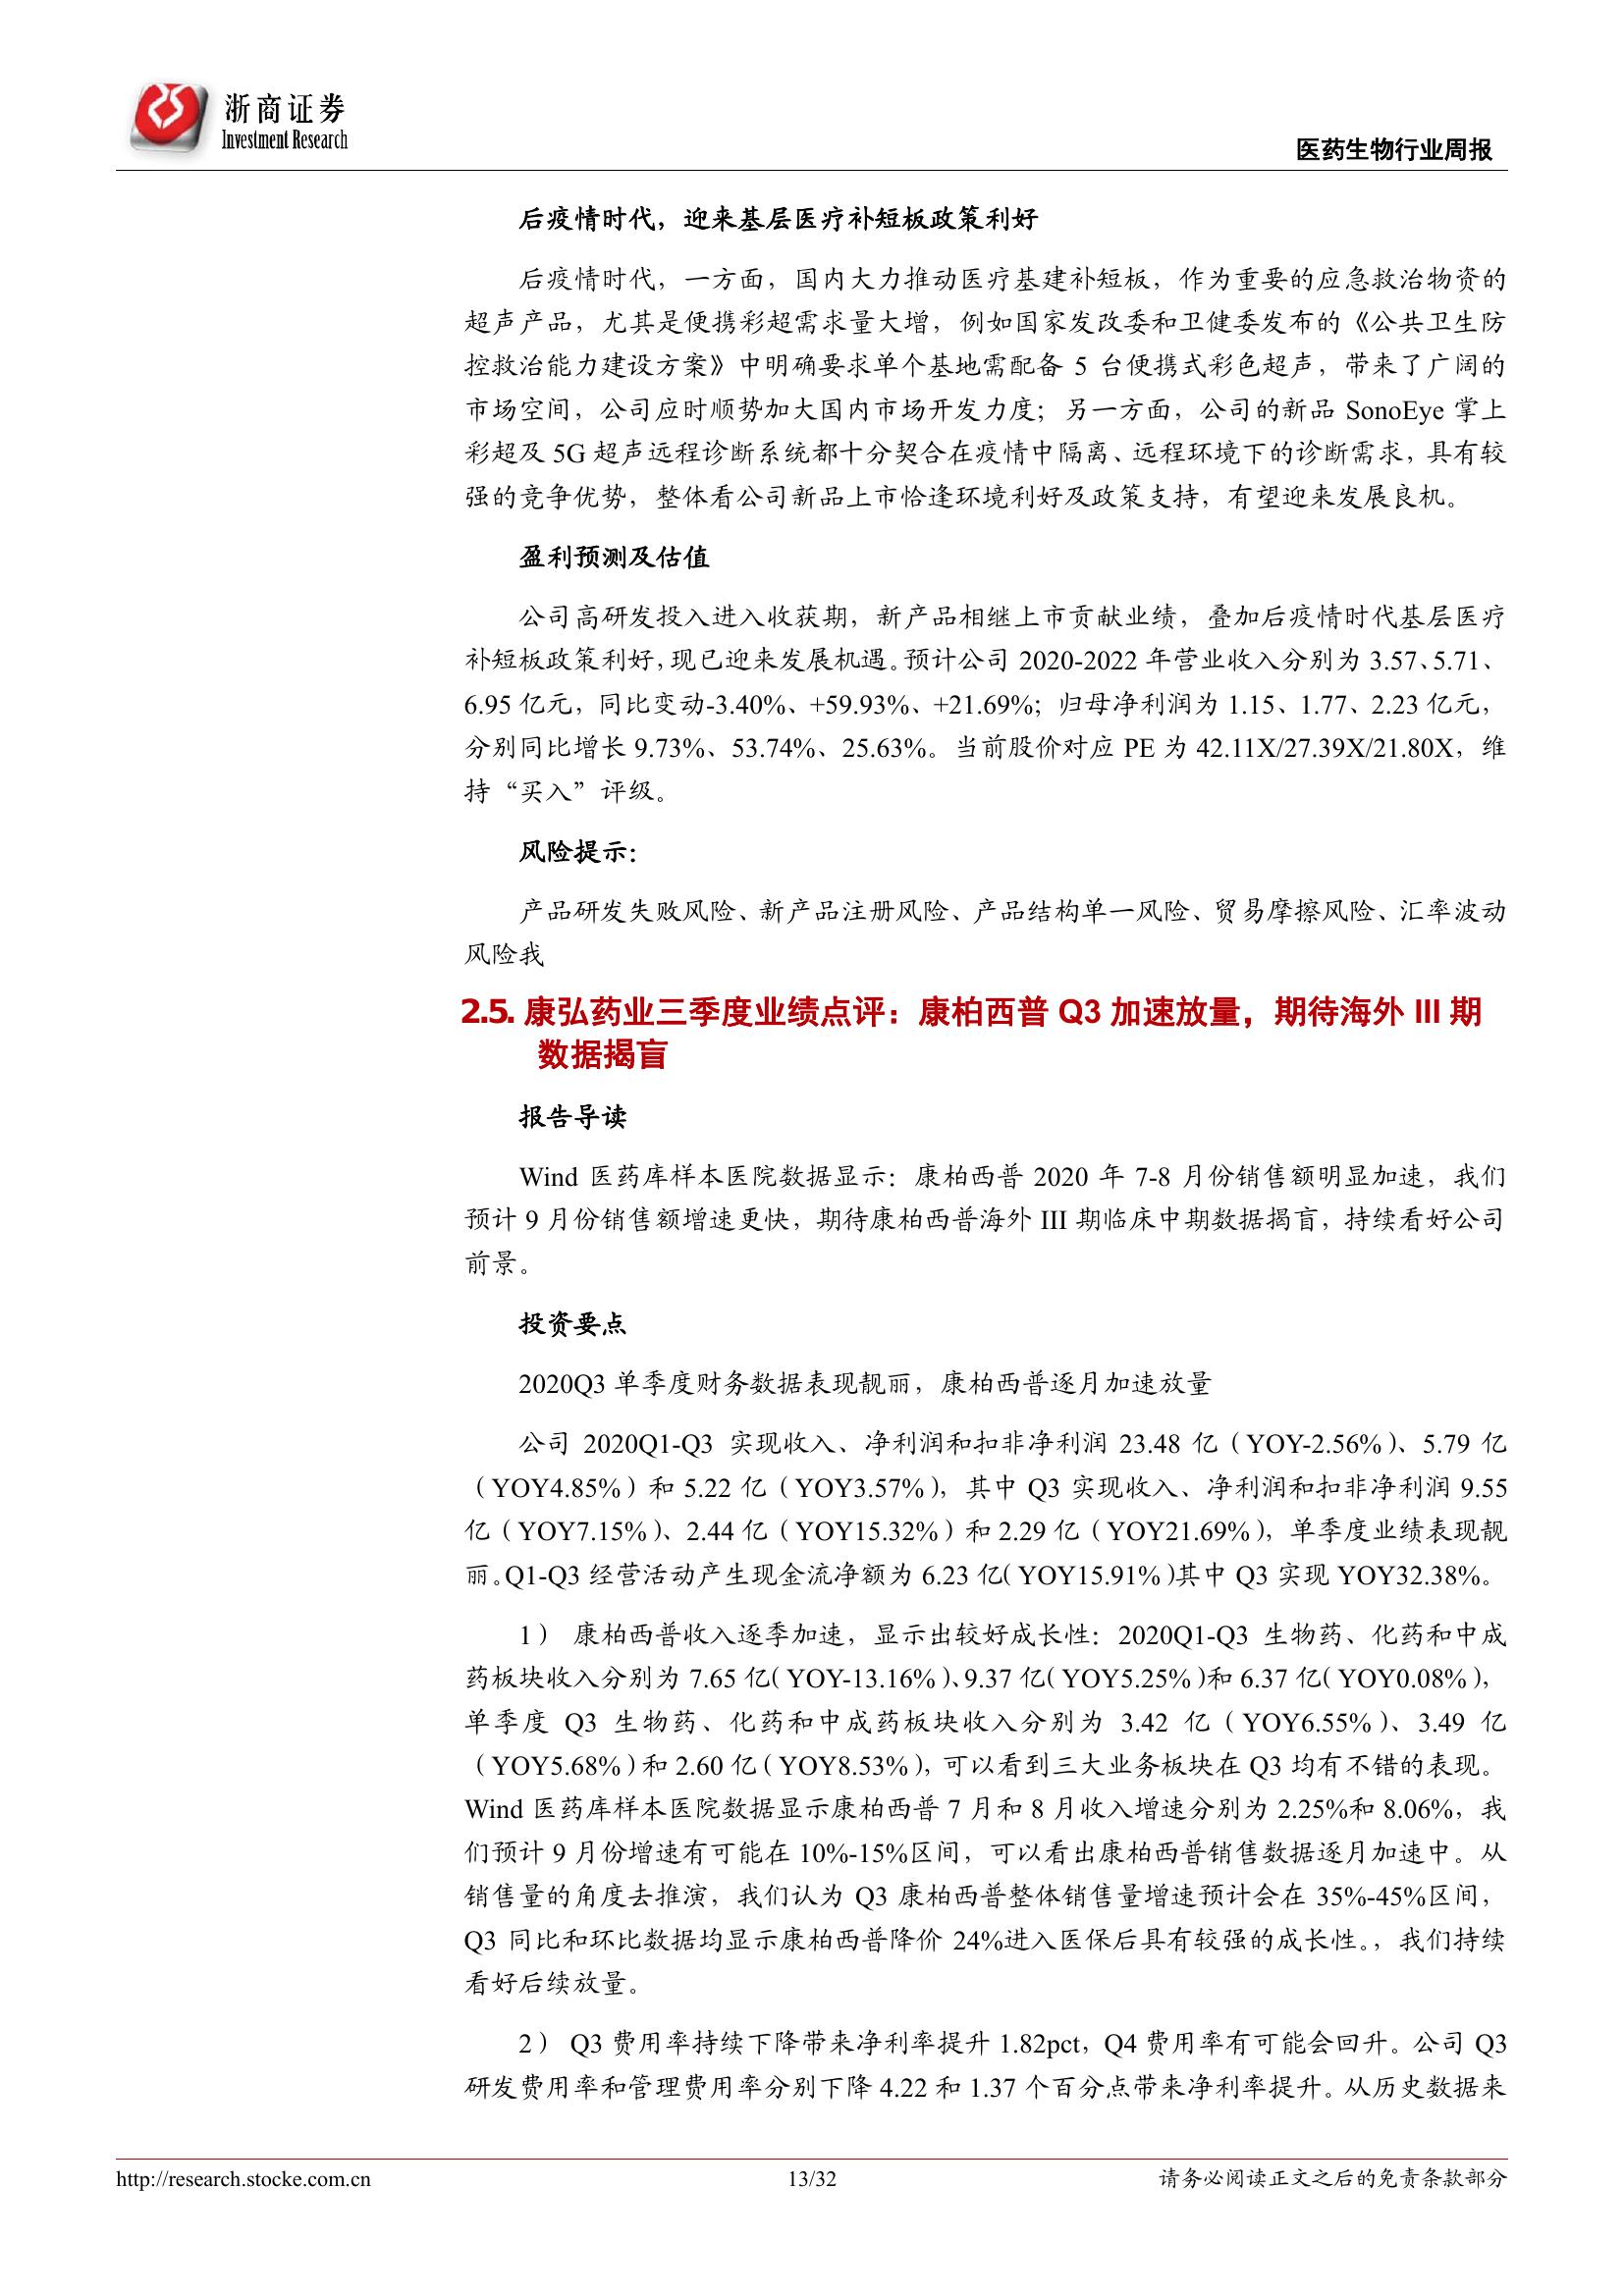 浙商证券
Investment Research
医药生物行业周报
后疫情时代，迎来基层医疗补短板政策利好
后疫情时代，一方面，国内大力推动医疗基建补短板，作为重要的应急救治物资的
超声产品，尤其是便携彩超需求量大增，例如国家发改委和卫健委发布的《公共卫生防
控救治能力建设方案》中明确要求单个基地需配备 5 台便携式彩色超声，带来了广阔的
市场空间，公司应时顺势加大国内市场开发力度；另一方面，公司的新品 SonoEye 掌上
彩超及 5G 超声远程诊断系统都十分契合在疫情中隔离、远程环境下的诊断需求，具有较
强的竞争优势，整体看公司新品上市恰逢环境利好及政策支持，有望迎来发展良机。
盈利预测及估值
公司高研发投入进入收获期，新产品相继上市贡献业绩，叠加后疫情时代基层医疗
补短板政策利好，现已迎来发展机遇。预计公司 2020-2022 年营业收入分别为 3.57、5.71、
6.95 亿元，同比变动-3.40%、+59.93%、+21.69%；归母净利润为 1.15、1.77、2.23 亿元，
分别同比增长 9.73%、53.74%、25.63%。当前股价对应 PE 为 42.11X/27.39X/21.80X，维
持“买入”评级。
风险提示：
产品研发失败风险、新产品注册风险、产品结构单一风险、贸易摩擦风险、汇率波动
风险我
2.5. 康弘药业三季度业绩点评：康柏西普 Q3 加速放量，期待海外 III 期
数据揭盲
报告导读
Wind 医药库样本医院数据显示：康柏西普 2020 年 7-8 月份销售额明显加速，我们
预计 9 月份销售额增速更快，期待康柏西普海外 III 期临床中期数据揭盲，持续看好公司
前景。
投资要点
2020Q3 单季度财务数据表现靓丽，康柏西普逐月加速放量
公司 2020Q1-Q3 实现收入、净利润和扣非净利润 23.48 亿（YOY-2.56%）、5.79 亿
（YOY4.85%）和 5.22 亿（YOY3.57%），其中 Q3 实现收入、净利润和扣非净利润 9.55
亿（YOY7.15%）、2.44 亿（YOY15.32%）和 2.29 亿（YOY21.69%），单季度业绩表现靓
丽。Q1-Q3 经营活动产生现金流净额为 6.23 亿（YOY15.91%）其中 Q3 实现 YOY32.38%。
1） 康柏西普收入逐季加速，显示出较好成长性：2020Q1-Q3 生物药、化药和中成
药板块收入分别为 7.65 亿（YOY-13.16%）、9.37 亿（YOY5.25%）和 6.37 亿（YOY0.08%），
单季度 Q3 生物药、化药和中成药板块收入分别为 3.42 亿（YOY6.55%）、3.49 亿
（YOY5.68%）和 2.60 亿（YOY8.53%），可以看到三大业务板块在 Q3 均有不错的表现。
Wind 医药库样本医院数据显示康柏西普 7 月和 8 月收入增速分别为 2.25%和 8.06%，我
们预计 9 月份增速有可能在 10%-15%区间，可以看出康柏西普销售数据逐月加速中。从
销售量的角度去推演，我们认为 Q3 康柏西普整体销售量增速预计会在 35%-45%区间，
Q3 同比和环比数据均显示康柏西普降价 24%进入医保后具有较强的成长性。，我们持续
看好后续放量。
2） Q3 费用率持续下降带来净利率提升 1.82pct，Q4 费用率有可能会回升。公司 Q3
研发费用率和管理费用率分别下降 4.22 和 1.37 个百分点带来净利率提升。从历史数据来
http://research.stocke.com.cn
13/32
请务必阅读正文之后的免责条款部分